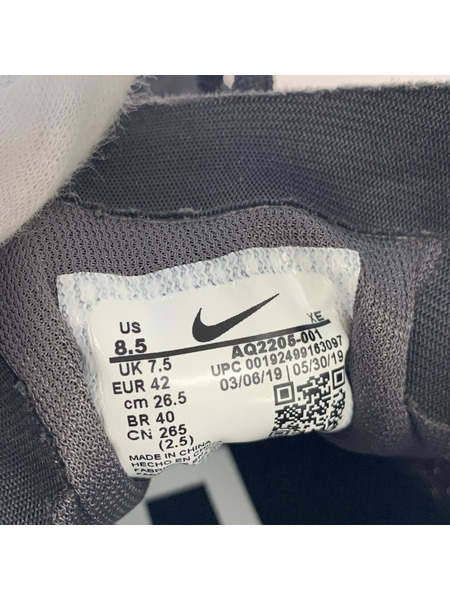 US
8.5
UK 7.5
EUR 42
cm 26.5
BR 40
CN 265
(2.5)
MADE IN CHINA
HECHO EN
XE
AQ2205-001
UPC 00192499163097
03/06/19 | 05/30/19